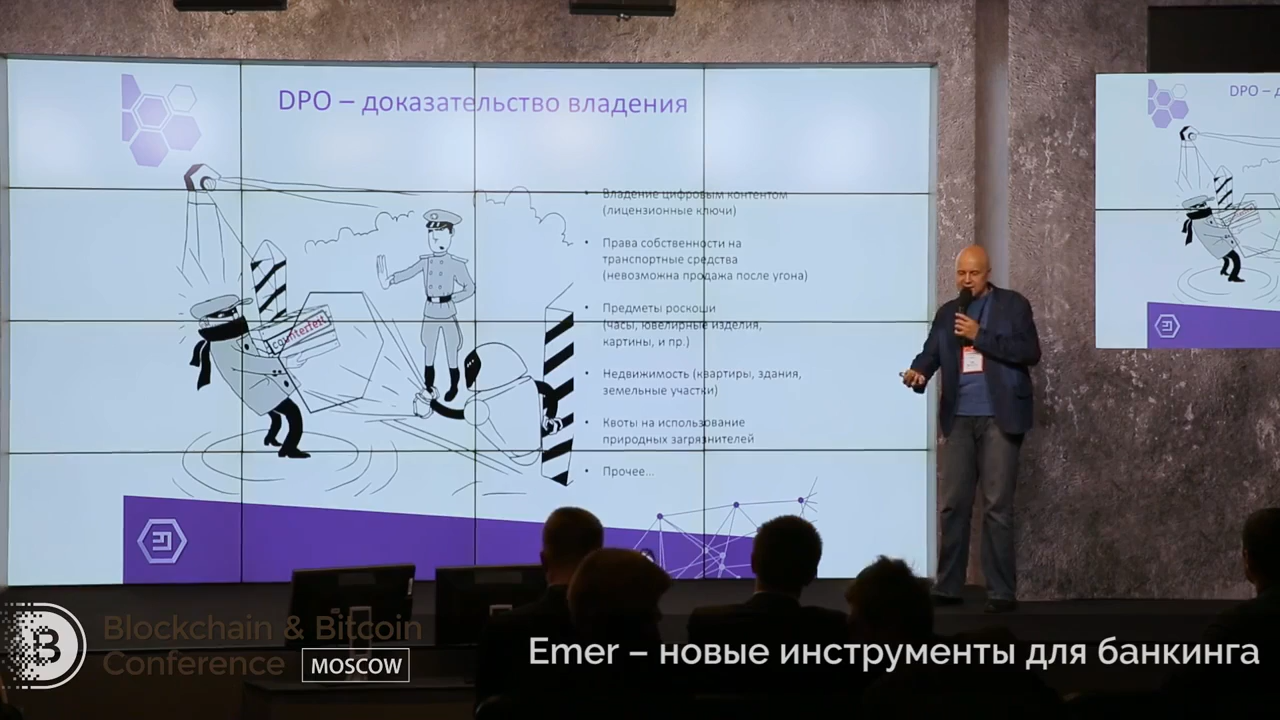 DPO – доказательство владения
Владение цифровым контентом
(лицензионные ключи)
Права собственности на
транспортные средства
(невозможна продажа после угона)
Предметы роскоши
(часы, ювелирные изделия,
картины, и пр.)
Недвижимость (квартиры, здания,
земельные участки)
Квоты на использование
природных загрязнителей
Прочее...
counterfeit
DPO – д
Blockchain & Bitcoin
Conference
MOSCOW
Emer – новые инструменты для банкинга